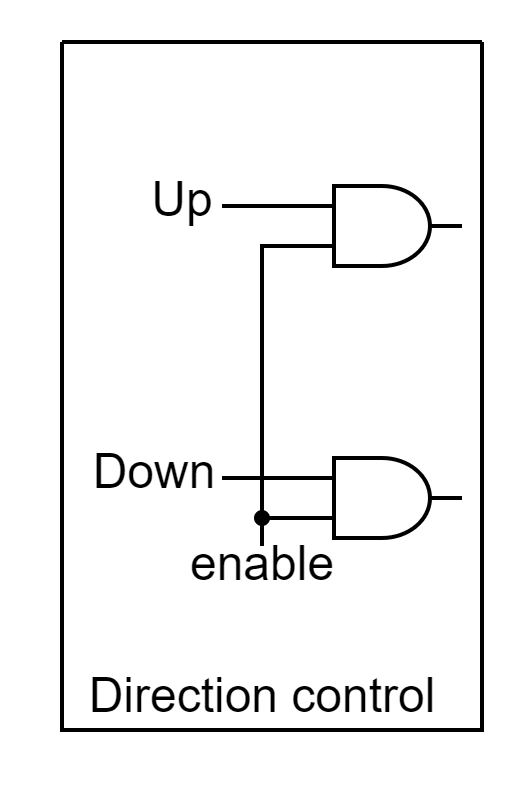 Up
Down
enable
Direction control